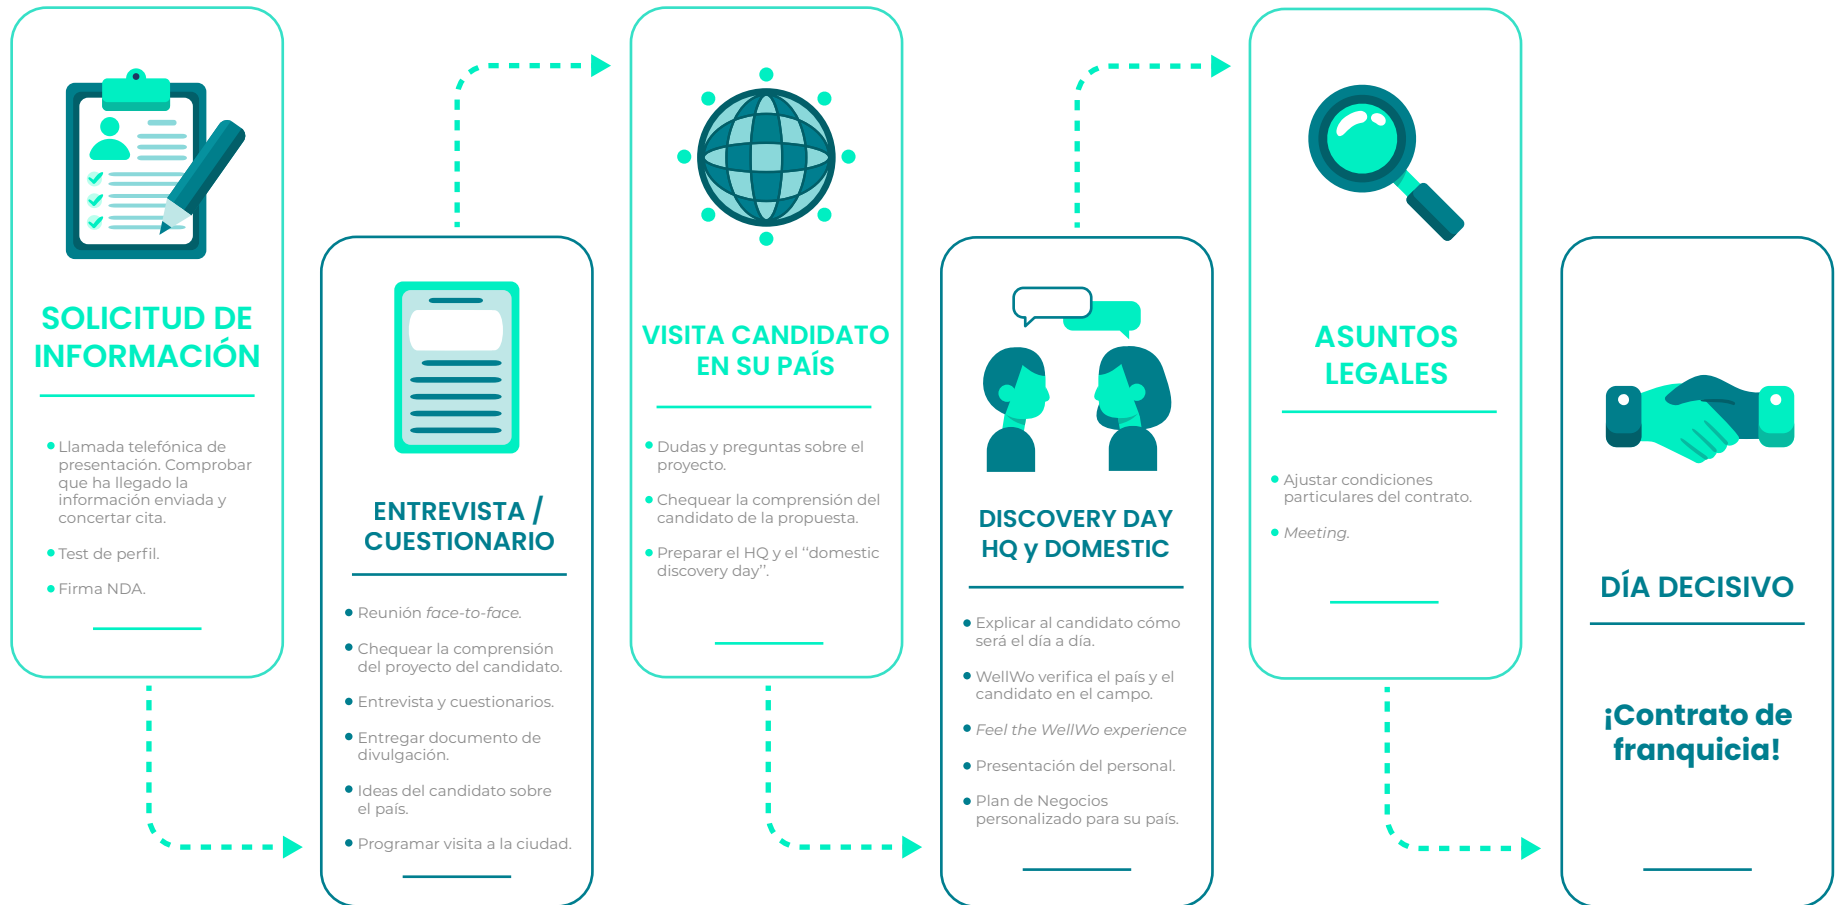 SOLICITUD DE
INFORMACIÓN
Llamada telefónica de
presentación. Comprobar
que ha llegado la
información enviada y
concertar cita.
Test de perfil.
Firma NDA.
ENTREVISTA /
CUESTIONARIO
Reunión face-to-face.
Chequear la comprensión
del proyecto del candidato.
Entrevista y cuestionarios.
Entregar documento de
divulgación.
Ideas del candidato sobre
el país.
Programar visita a la ciudad.
VISITA CANDIDATO
EN SU PAÍS
Dudas y preguntas sobre el
proyecto.
Chequear la comprensión del
candidato de la propuesta.
Preparar el HQ y el ‘‘domestic
discovery day’’.
DISCOVERY DAY
HQ y DOMESTIC
Explicar al candidato cómo
será el día a día.
WellWo verifica el país y el
candidato en el campo.
Feel the WellWo experience
Presentación del personal.
Plan de Negocios
personalizado para su país.
ASUNTOS
LEGALES
Ajustar condiciones
particulares del contrato.
Meeting.
DÍA DECISIVO
¡Contrato de
franquicia!